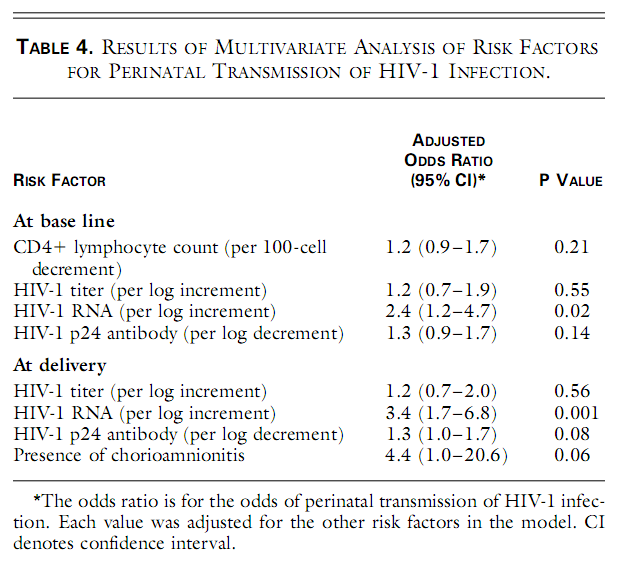 TABLE 4. RESULTS OF MULTIVARIATE ANALYSIS OF RISK FACTORS
FOR PERINATAL TRANSMISSION OF HIV-1 INFECTION.
RISK FACTOR ADJUSTED ODDS RATIO (95% CI)* P VALUE
At base line
CD4+ lymphocyte count (per 100-cell 1.2 (0.9–1.7) 0.21
decrement)
HIV-1 titer (per log increment) 1.2 (0.7–1.9) 0.55
HIV-1 RNA (per log increment) 2.4 (1.2–4.7) 0.02
HIV-1 p24 antibody (per log decrement) 1.3 (0.9–1.7) 0.14
At delivery
HIV-1 titer (per log increment) 1.2 (0.7–2.0) 0.56
HIV-1 RNA (per log increment) 3.4 (1.7–6.8) 0.001
HIV-1 p24 antibody (per log decrement) 1.3 (1.0–1.7) 0.08
Presence of chorioamnionitis 4.4 (1.0–20.6) 0.06
*The odds ratio is for the odds of perinatal transmission of HIV-1 infec-
tion. Each value was adjusted for the other risk factors in the model. CI
denotes confidence interval.